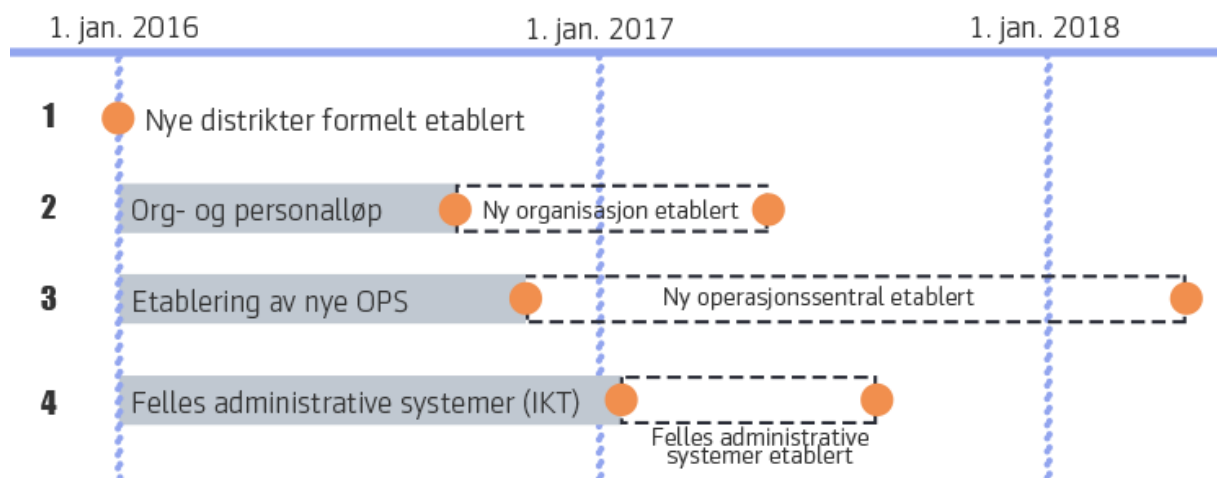 1. jan. 2016 1. jan. 2017 1. jan. 2018
1 Nye distrikter formelt etablert
2 Org- og personalløp Ny organisasjon etablert
3 Etablering av nye OPS Ny operasjonssentral etablert
4 Felles administrative systemer (IKT)
Felles administrative
systemer etablert